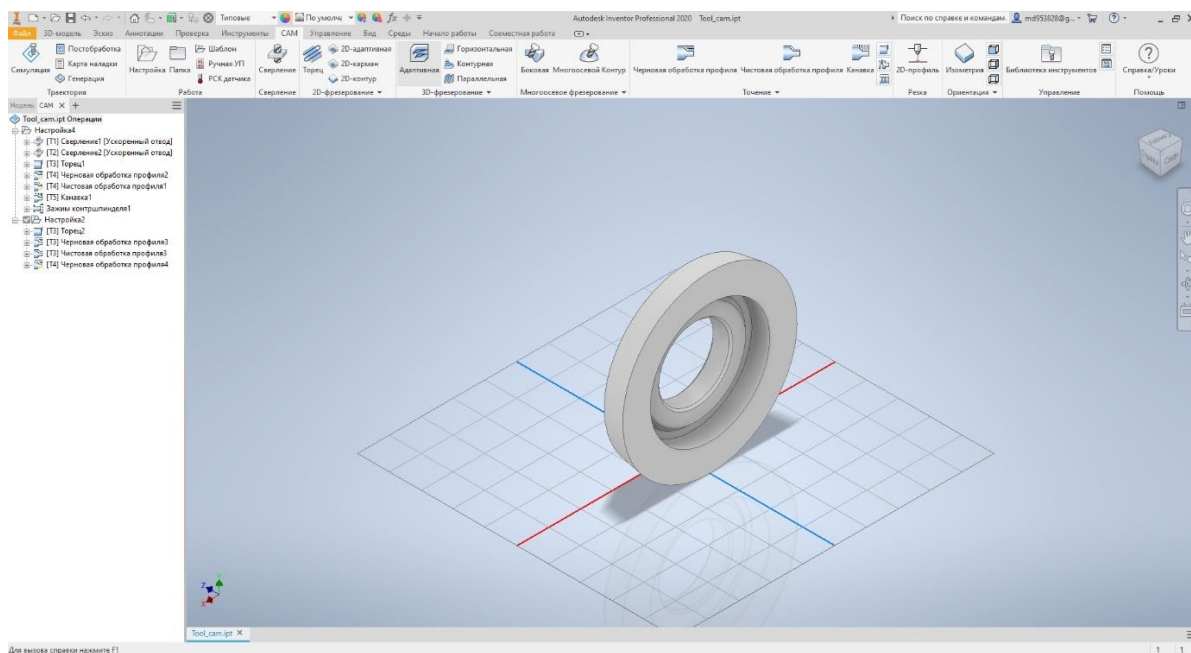 Типовые По умолч Autodesk Inventor Professional 2020 Tool_cam.ipt Поиск по справке и командам. md953828@g...
Файл 3D-модель Эскиз Аннотации Проверка Инструменты CAM Управление Вид Среды Начало работы Совместная работа
Постобработка Шаблон 2D-адаптивная Горизонтальная
Карта наладки Ручная УП 2D-карман Контурная
Симуляция Генерация Настройка Папка РСК датчика Сверление Торец 2D-контур Адаптивная Параллельная Боковая Многоосевой Контур Черновая обработка профиля Чистовая обработка профиля Канавка 2D-профиль Изометрия Библиотека инструментов Справка/Уроки
Траектория Работа Сверление 2D-фрезерование 3D-фрезерование Многоосевое фрезерование Точение Резка Ориентация Управление Помощь
Модель CAM X +
Tool_cam.ipt Операции
Настройка4
[T1] Сверление1 [Ускоренный отвод]
[T2] Сверление2 [Ускоренный отвод]
[T3] Торец1
[T4] Черновая обработка профиля2
[T4] Чистовая обработка профиля1
[T5] Канавка1
Зажим контршпинделя1
Настройка2
[T3] Торец2
[T3] Черновая обработка профиля3
[T3] Чистовая обработка профиля3
[T4] Черновая обработка профиля4
Z
X
Tool_cam.ipt X
Для вызова справки нажмите F1 1 1